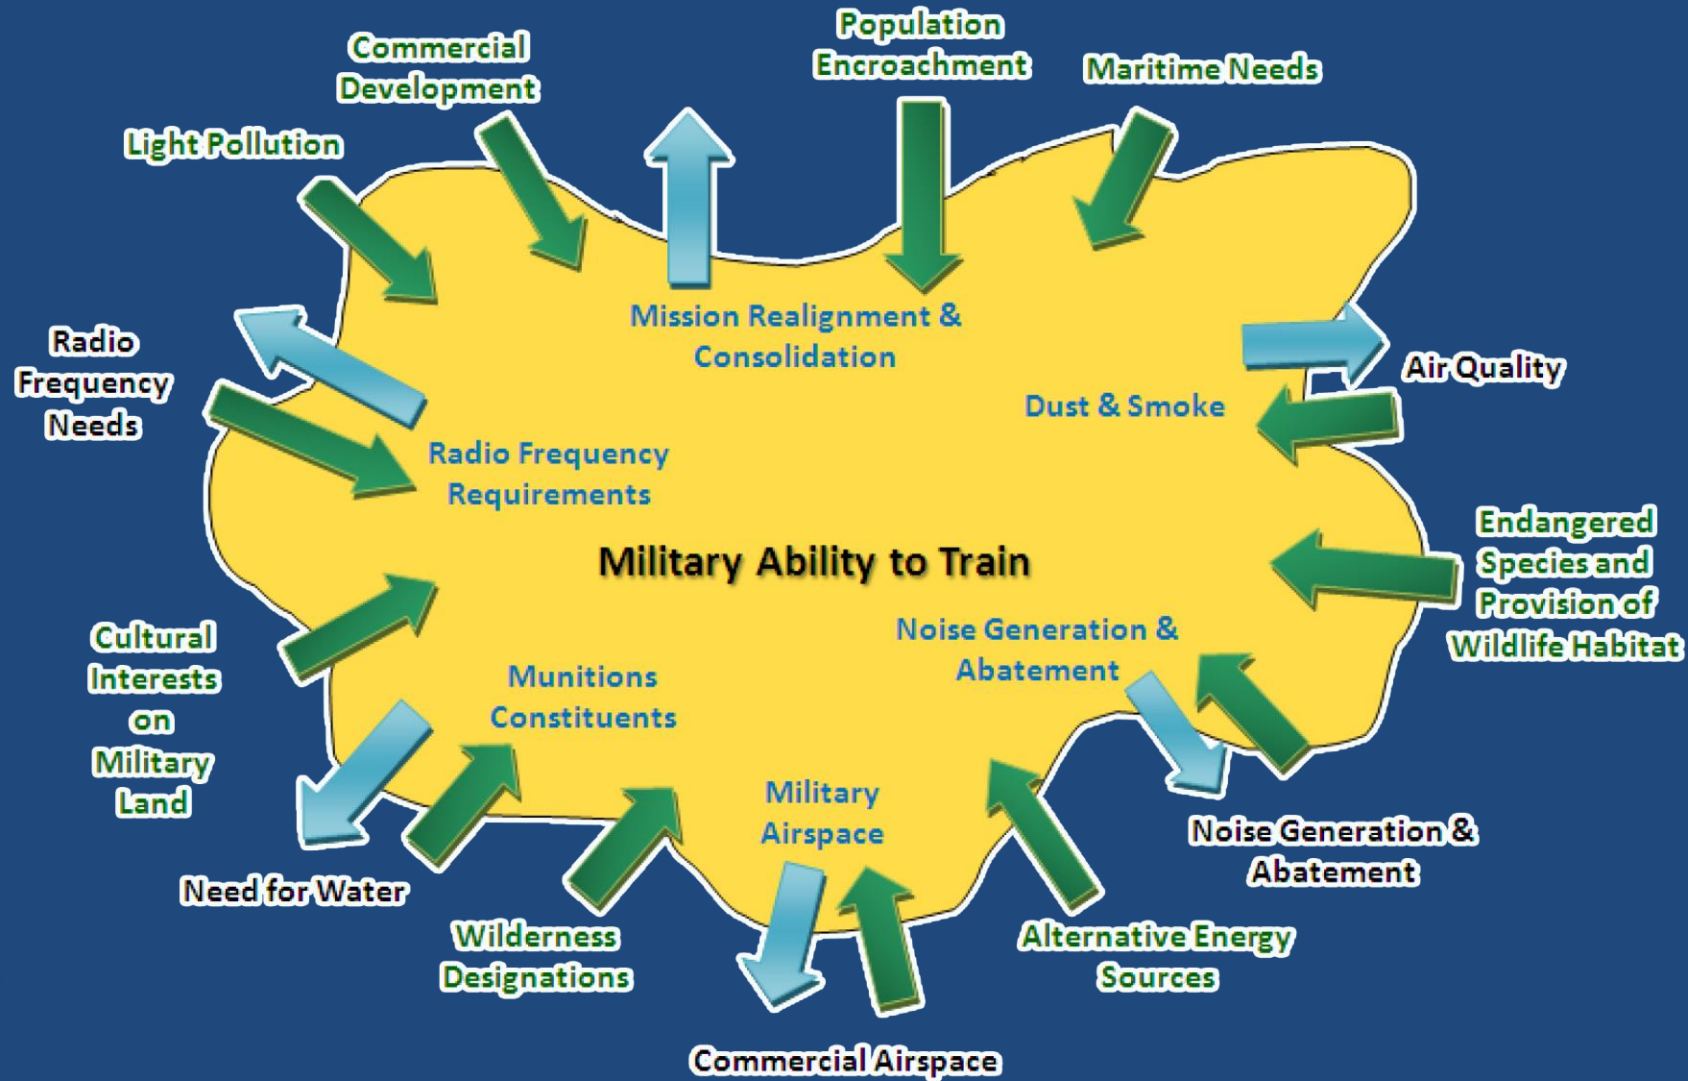 Population
Encroachment
Commercial
Development
Maritime Needs
Light Pollution
Mission Realignment &
Consolidation
Radio
Frequency
Needs
Air Quality
Dust & Smoke
Radio Frequency
Requirements
Military Ability to Train
Endangered
Species and
Provision of
Wildlife Habitat
Cultural
Interests
on
Military
Land
Noise Generation &
Abatement
Munitions
Constituents
Military
Airspace
Noise Generation &
Abatement
Need for Water
Wilderness
Designations
Alternative Energy
Sources
Commercial Airspace